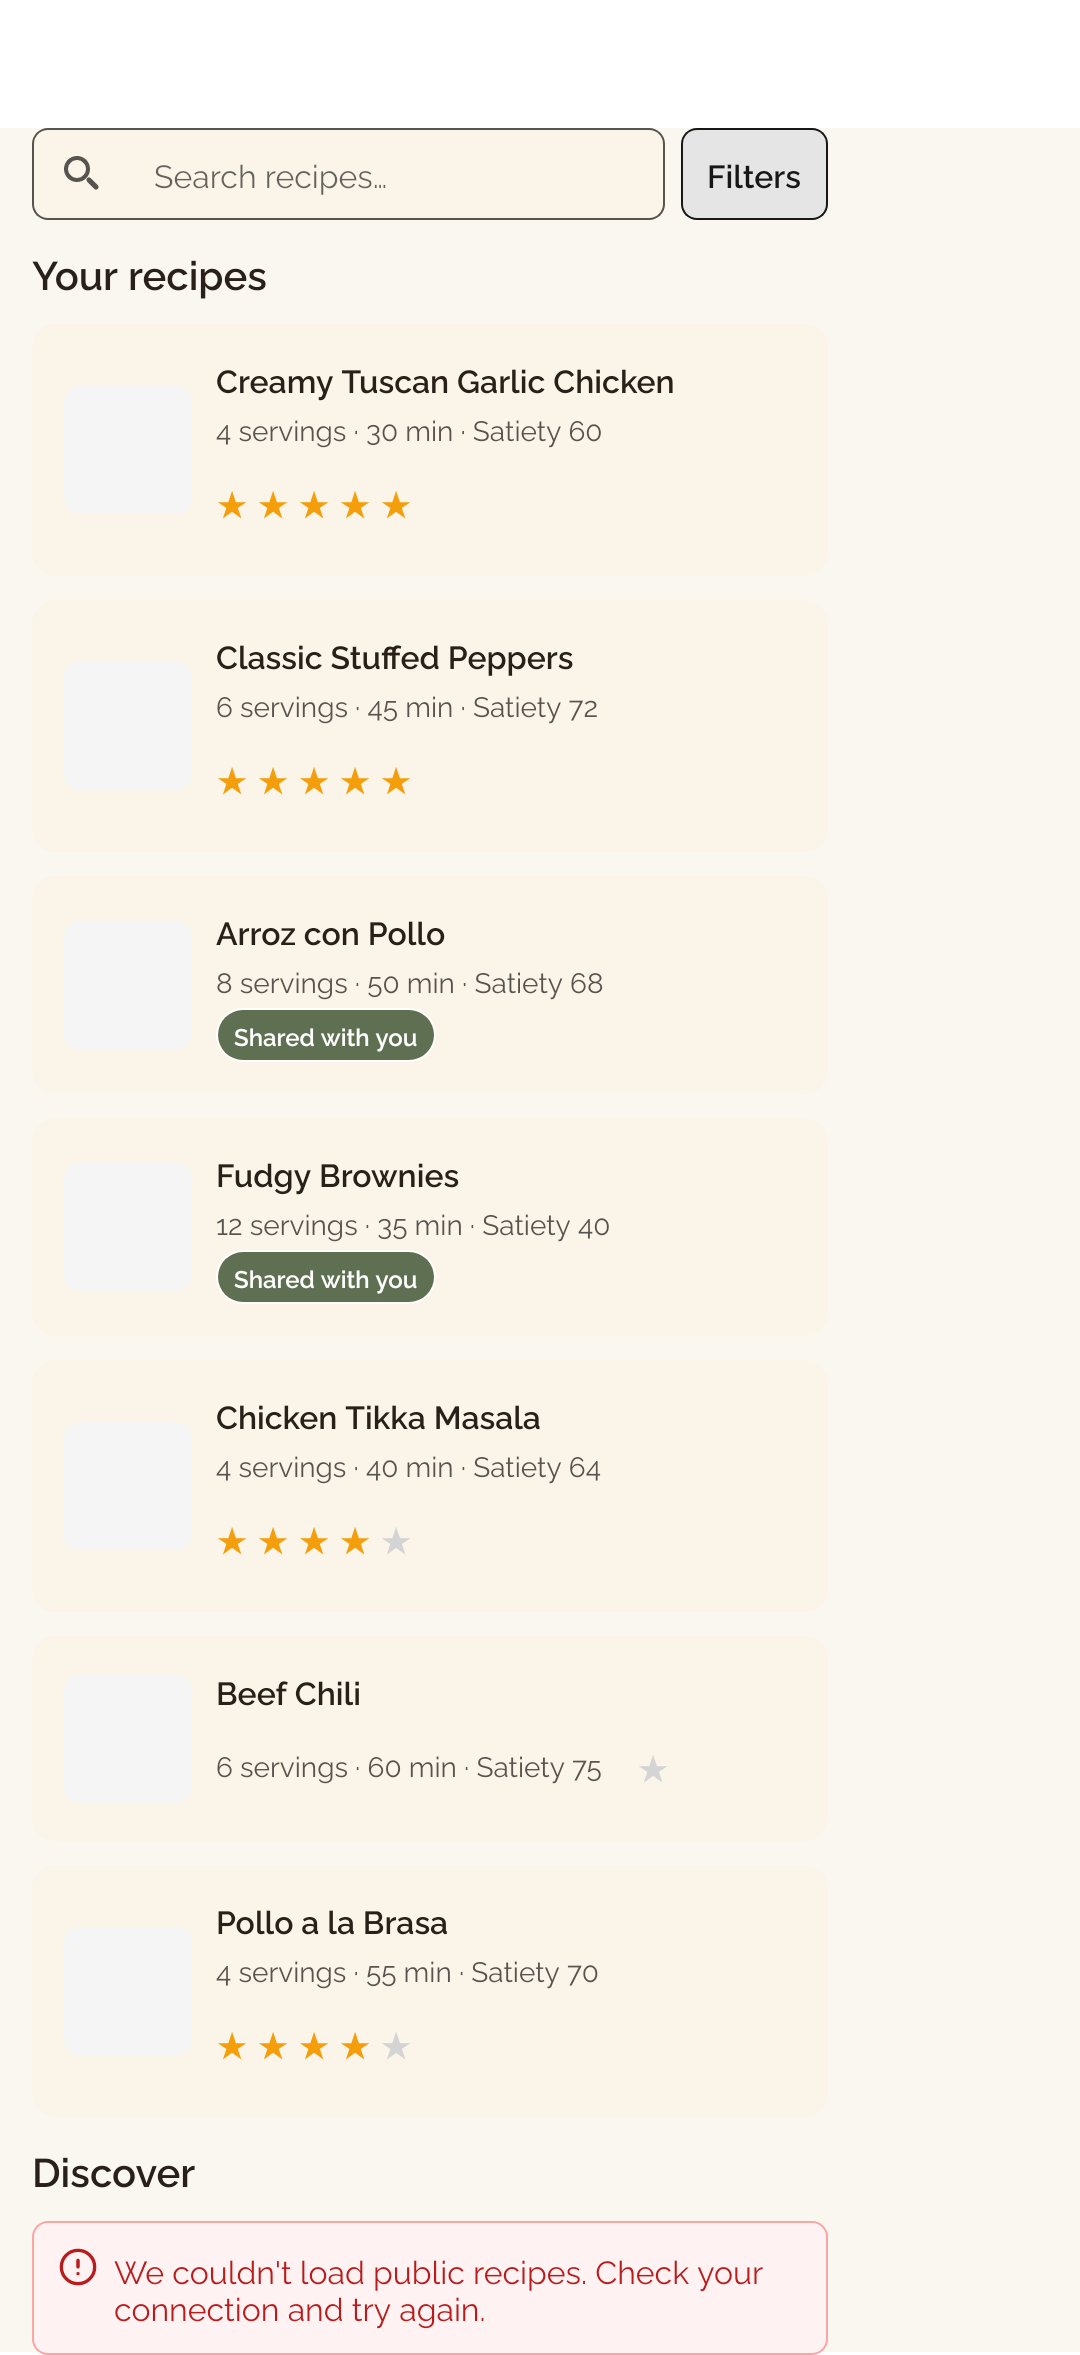 Search recipes...
Filters
Your recipes
Creamy Tuscan Garlic Chicken
4 servings · 30 min · Satiety 60
★ ★ ★ ★ ★
Classic Stuffed Peppers
6 servings · 45 min · Satiety 72
★ ★ ★ ★ ★
Arroz con Pollo
8 servings · 50 min · Satiety 68
Shared with you
Fudgy Brownies
12 servings · 35 min · Satiety 40
Shared with you
Chicken Tikka Masala
4 servings · 40 min · Satiety 64
★ ★ ★ ★ ★
Beef Chili
6 servings · 60 min · Satiety 75 ★
Pollo a la Brasa
4 servings · 55 min · Satiety 70
★ ★ ★ ★ ★
Discover
We couldn't load public recipes. Check your
connection and try again.